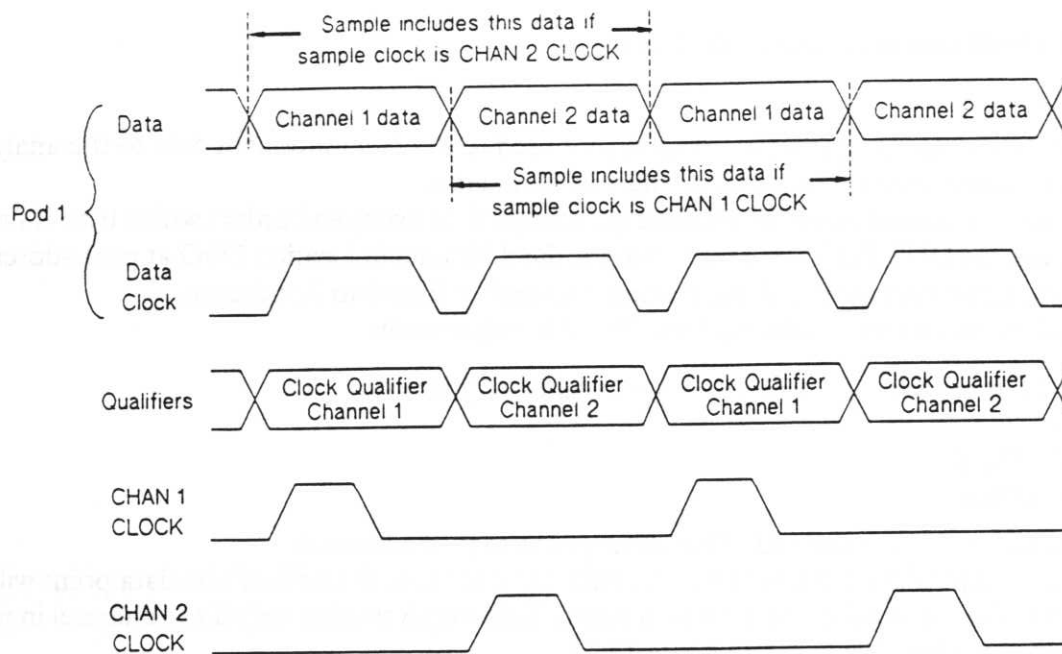 Sample includes this data if
sample clock is CHAN 2 CLOCK
Data
Channel 1 data
Channel 2 data
Channel 1 data
Channel 2 data
Sample includes this data if
sample clock is CHAN 1 CLOCK
Pod 1
Data
Clock
Qualifiers
Clock Qualifier
Channel 1
Clock Qualifier
Channel 2
Clock Qualifier
Channel 1
Clock Qualifier
Channel 2
CHAN 1
CLOCK
CHAN 2
CLOCK